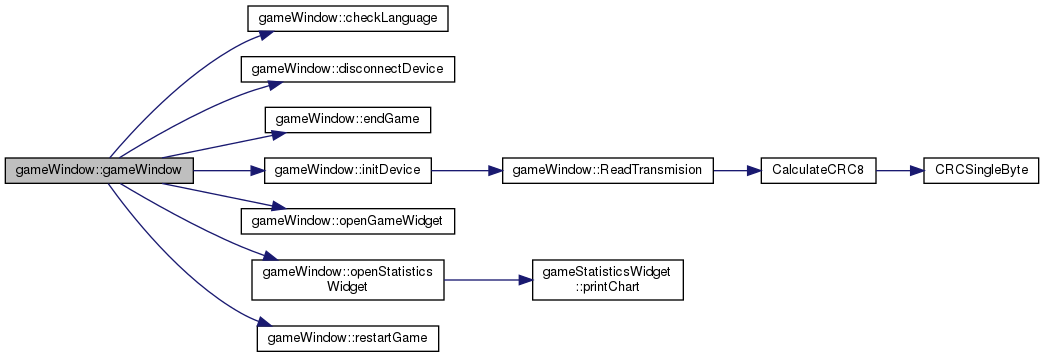 gameWindow::checkLanguage
gameWindow::disconnectDevice
gameWindow::endGame
gameWindow::gameWindow
gameWindow::initDevice
gameWindow::ReadTransmision
CalculateCRC8
CRCSingleByte
gameWindow::openGameWidget
gameWindow::openStatistics
Widget
gameStatisticsWidget
::printChart
gameWindow::restartGame